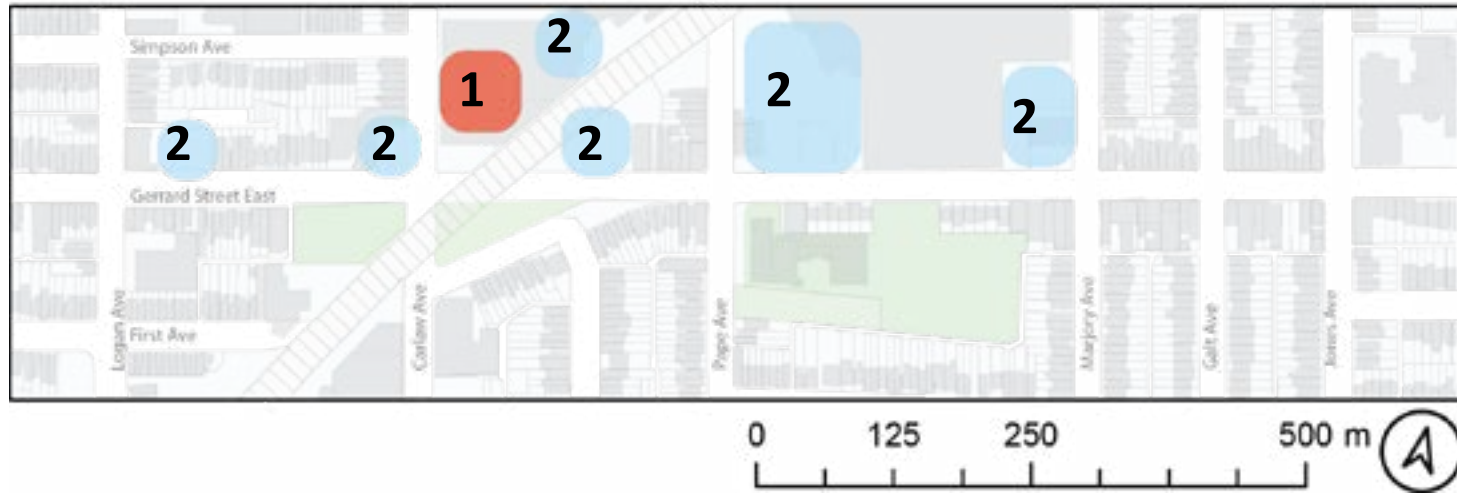 2
Simpson Ave
1
2
2
2
2
2
2
Gerrard Street East
Logan Ave
First Ave
Carlaw Ave
Pape Ave
Marjory Ave
Galt Ave
Jones Ave
0 125 250 500 m